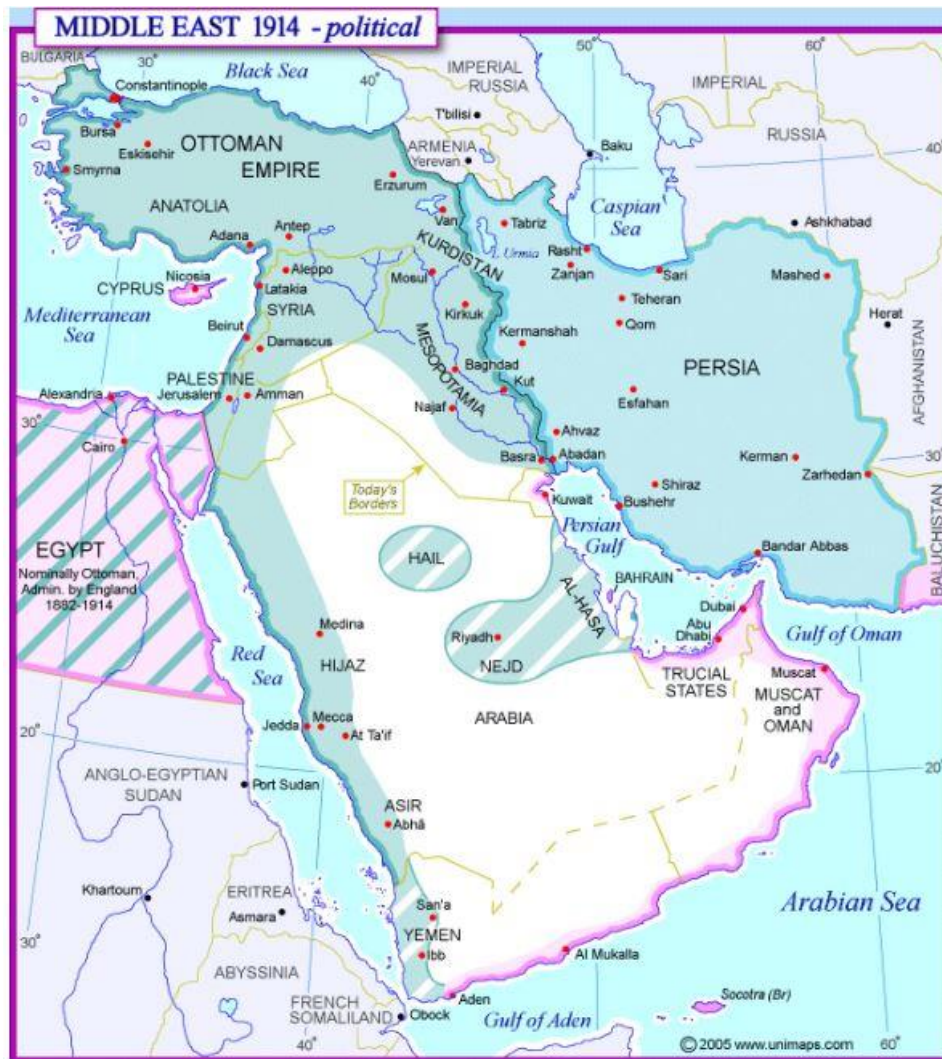 MIDDLE EAST 1914 - political
BULGARIA
30
Black Sea
40
IMPERIAL
RUSSIA
50
IMPERIAL
RUSSIA
60
Constantinople
0
Bursa
Eskisehir
Smyrna
OTTOMAN
EMPIRE
T'bilisi
ARMENIA
Yerevan
Baku
40
Erzurum
ANATOLIA
Antep
Adana
Van
Tabriz
L. Urmia
Caspian
Sea
Ashkhabad
KURDISTAN
Rasht
Zanjan
Sari
Mashed
Nicosia
CYPRUS
Aleppo
Latakia
SYRIA
Mosul
Kirkuk
Teheran
Qom
Herat
Mediterranean
Sea
Beirut
Damascus
Kermanshah
MESOPOTAMIA
Baghdad
PERSIA
AFGHANISTAN
PALESTINE
Jerusalem
Amman
Kut
Najaf
Esfahan
Alexandria
30
Cairo
Ahvaz
Basra
Abadan
Kerman
30
Zarhedan
Today's
Borders
Kuwait
Shiraz
Bushehr
Persian
Gulf
EGYPT
Nominally Ottoman,
Admin. by England
1882-1914
HAIL
BAHRAIN
Bandar Abbas
BALUCHISTAN
AL-HASA
Dubai
Abu
Dhabi
Gulf of Oman
Medina
Riyadh
NEJD
HIJAZ
Red
Sea
TRUCIAL
STATES
Muscat
MUSCAT
and
OMAN
ARABIA
Jedda
Mecca
At Ta'if
20
20
ANGLO-EGYPTIAN
SUDAN
Port Sudan
ASIR
Abhâ
Khartoum
ERITREA
Asmara
San'a
YEMEN
Ibb
Arabian Sea
30
ABYSSINIA
Al Mukalla
FRENCH
SOMALILAND
Aden
Obock
Gulf of Aden
Socotra (Br)
40
© 2005 www.unimaps.com
60